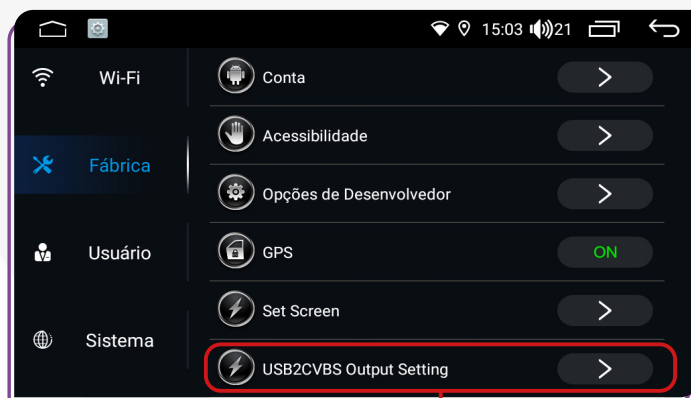 15:03 21
Wi-Fi
Conta
Acessibilidade
Fábrica
Opções de Desenvolvedor
Usuário
GPS ON
Set Screen
Sistema
USB2CVBS Output Setting